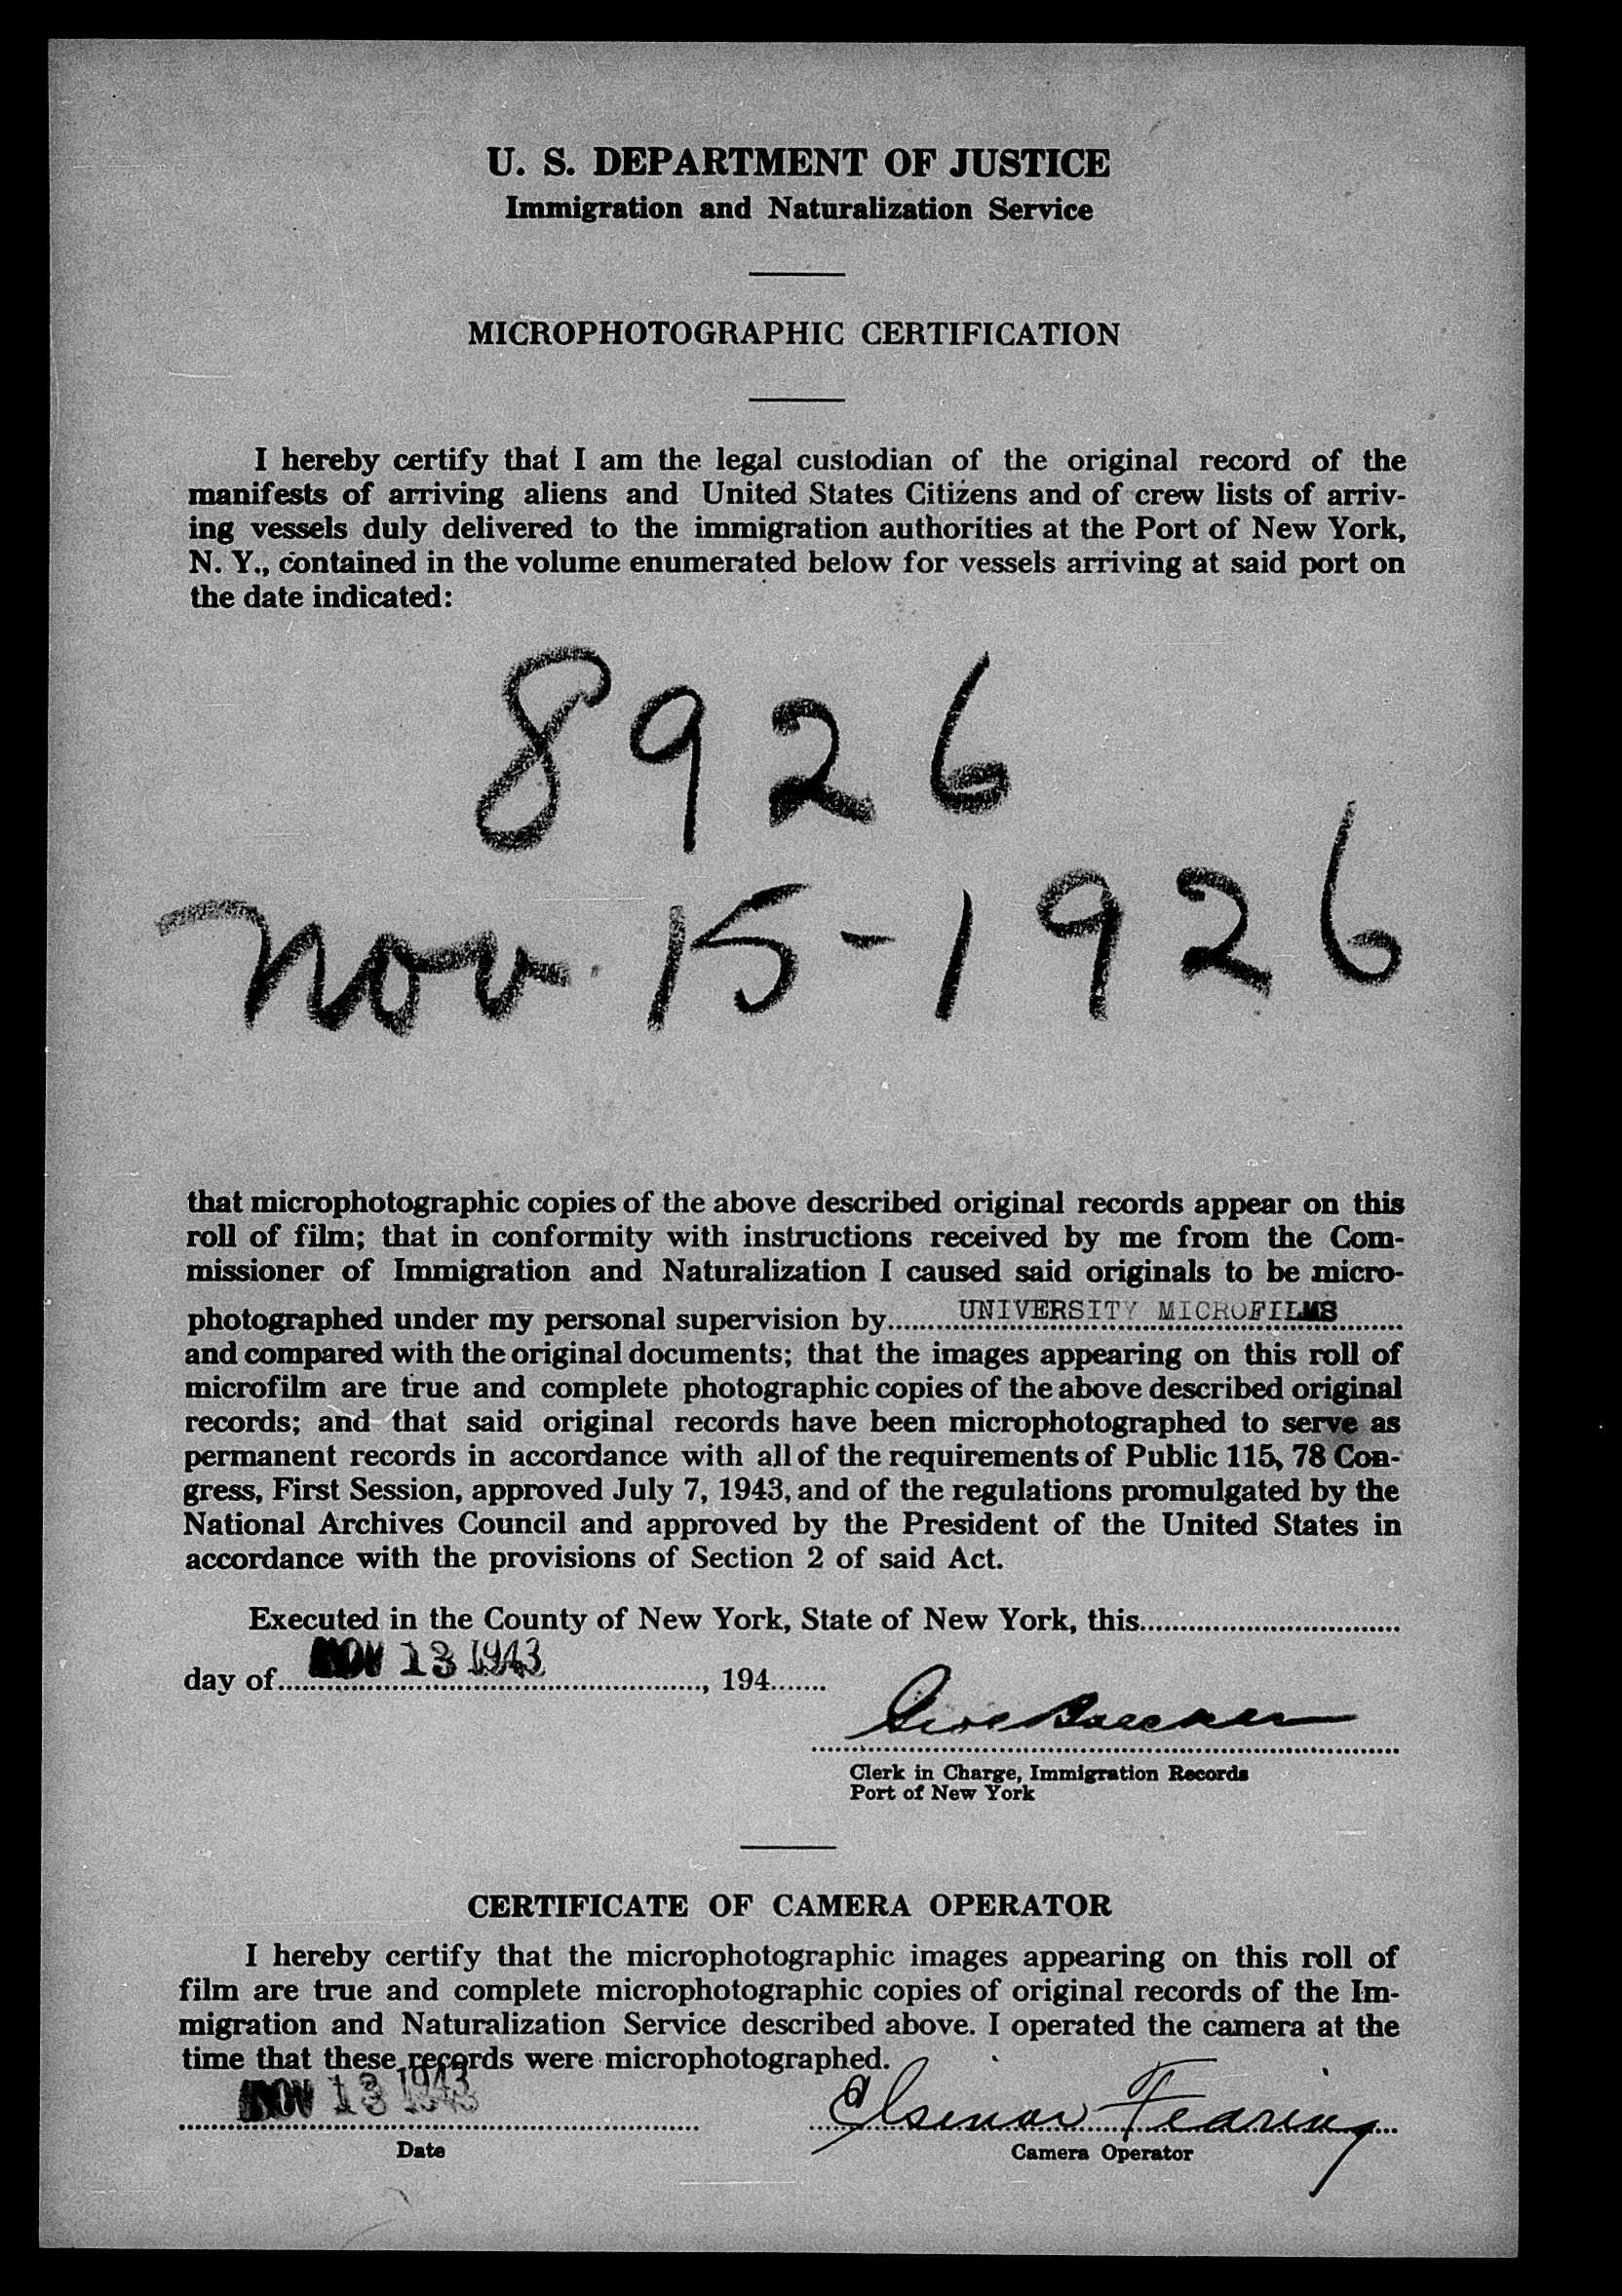 U. S. DEPARTMENT OF JUSTICE
Immigration and Naturalization Service
MICROPHOTOGRAPHIC CERTIFICATION
I hereby certify that I am the legal custodian of the original record of the
manifests of arriving aliens and United States Citizens and of crew lists of arriv-
ing vessels duly delivered to the immigration authorities at the Port of New York,
N. Y., contained in the volume enumerated below for vessels arriving at said port on
the date indicated:
8926
Nov. 15-1926
that microphotographic copies of the above described original records appear on this
roll of film; that in conformity with instructions received by me from the Com-
missioner of Immigration and Naturalization I caused said originals to be micro-
photographed under my personal supervision by UNIVERSITY MICROFILMS
and compared with the original documents; that the images appearing on this roll of
microfilm are true and complete photographic copies of the above described original
records; and that said original records have been microphotographed to serve as
permanent records in accordance with all of the requirements of Public 115, 78 Con-
gress, First Session, approved July 7, 1943, and of the regulations promulgated by the
National Archives Council and approved by the President of the United States in
accordance with the provisions of Section 2 of said Act.
Executed in the County of New York, State of New York, this
day of NOV 13 1943, 194
Clerk in Charge, Immigration Records
Port of New York
CERTIFICATE OF CAMERA OPERATOR
I hereby certify that the microphotographic images appearing on this roll of
film are true and complete microphotographic copies of original records of the Im-
migration and Naturalization Service described above. I operated the camera at the
time that these records were microphotographed.
NOV 13 1943 Fearing
Date Camera Operator